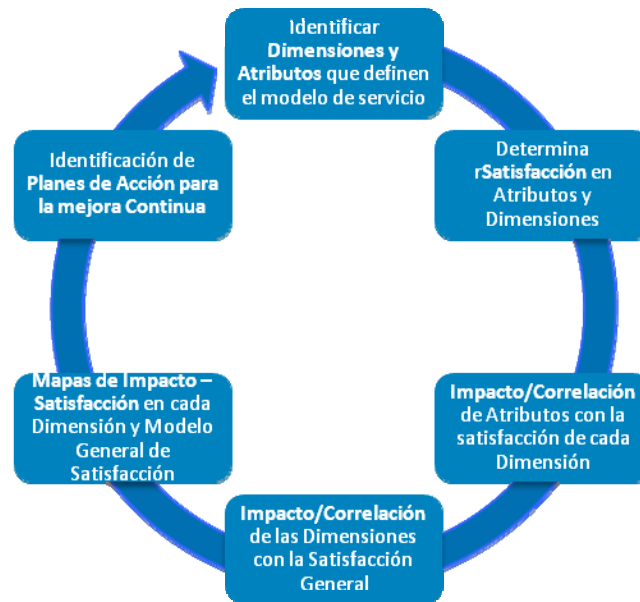 Identificar
Dimensiones y
Atributos que definen
el modelo de servicio
Determina
rSatisfacción en
Atributos y
Dimensiones
Impacto/Correlación
de Atributos con la
satisfacción de cada
Dimensión
Impacto/Correlación
de las Dimensiones
con la Satisfacción
General
Mapas de Impacto –
Satisfacción en cada
Dimensión y Modelo
General de
Satisfacción
Identificación de
Planes de Acción para
la mejora Continua